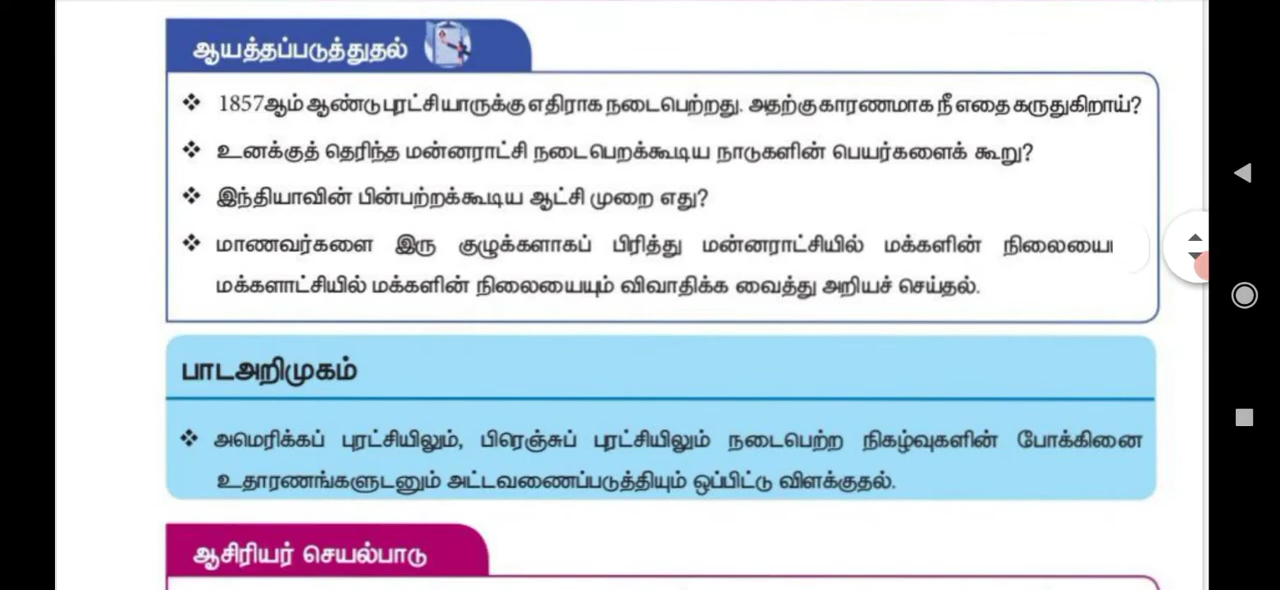 ஆயத்தப்படுத்துதல்
❖ 1857ஆம் ஆண்டு புரட்சி யாருக்கு எதிராக நடைபெற்றது. அதற்கு காரணமாக நீ எதை கருதுகிறாய்?
❖ உனக்குத் தெரிந்த மன்னராட்சி நடைபெறக்கூடிய நாடுகளின் பெயர்களைக் கூறு?
❖ இந்தியாவின் பின்பற்றக்கூடிய ஆட்சி முறை எது?
❖ மாணவர்களை இரு குழுக்களாகப் பிரித்து மன்னராட்சியில் மக்களின்
மக்களாட்சியில் மக்களின் நிலையையும் விவாதிக்க வைத்து அறியச் செய்தல்.
பாடஅறிமுகம்
❖ அமெரிக்கப் புரட்சியிலும், பிரெஞ்சுப் புரட்சியிலும் நடைபெற்ற நிகழ்வுகளின் போக்கினை
உதாரணங்களுடனும் அட்டவணைப்படுத்தியும் ஒப்பிட்டு விளக்குதல்.
ஆசிரியர் செயல்பாடு